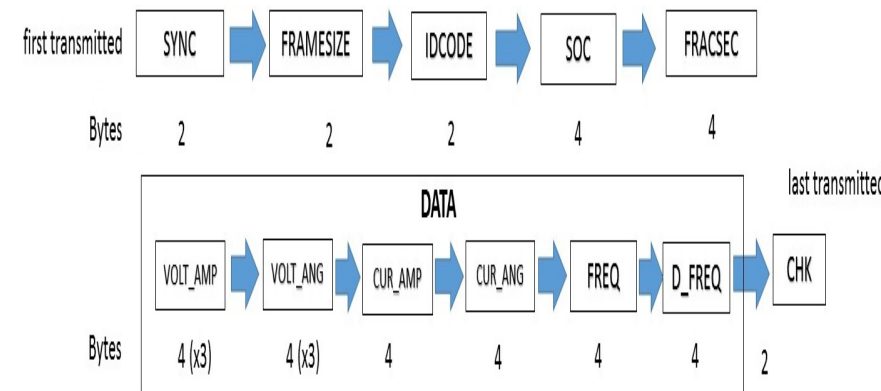 first transmitted SYNC FRAMESIZE IDCODE SOC FRACSEC
Bytes 2 2 2 4 4
last transmitted
DATA
VOLT_AMP VOLT_ANG CUR_AMP CUR_ANG FREQ D_FREQ CHK
Bytes 4 (x3) 4 (x3) 4 4 4 4 2